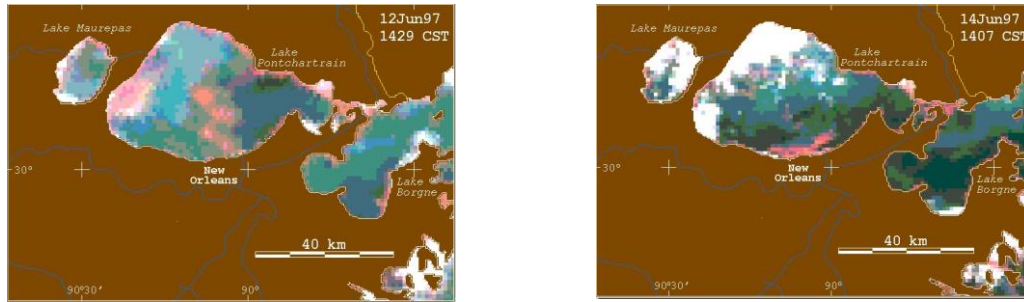 12Jun97
1429 CST
Lake Maurepas
Lake
Pontchartrain
30°
New
Orleans
Lake
Borgne
40 km
90°30'
90°
14Jun97
1407 CST
Lake Maurepas
Lake
Pontchartrain
30°
New
Orleans
Lake
Borgne
40 km
90°30'
90°